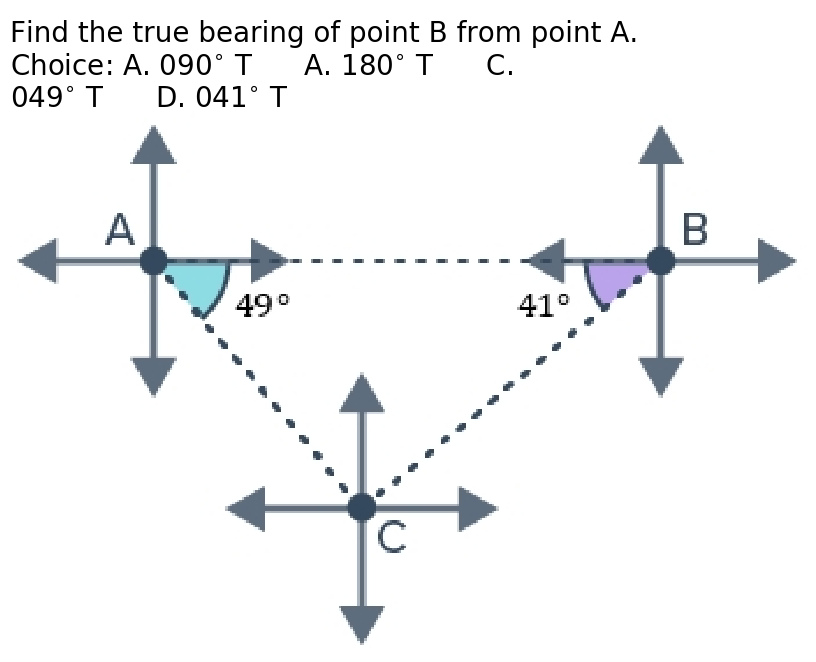 Find the true bearing of point B from point A.
Choice: A. 090° T A. 180° T C.
049° T D. 041° T
A
B
49°
41°
C